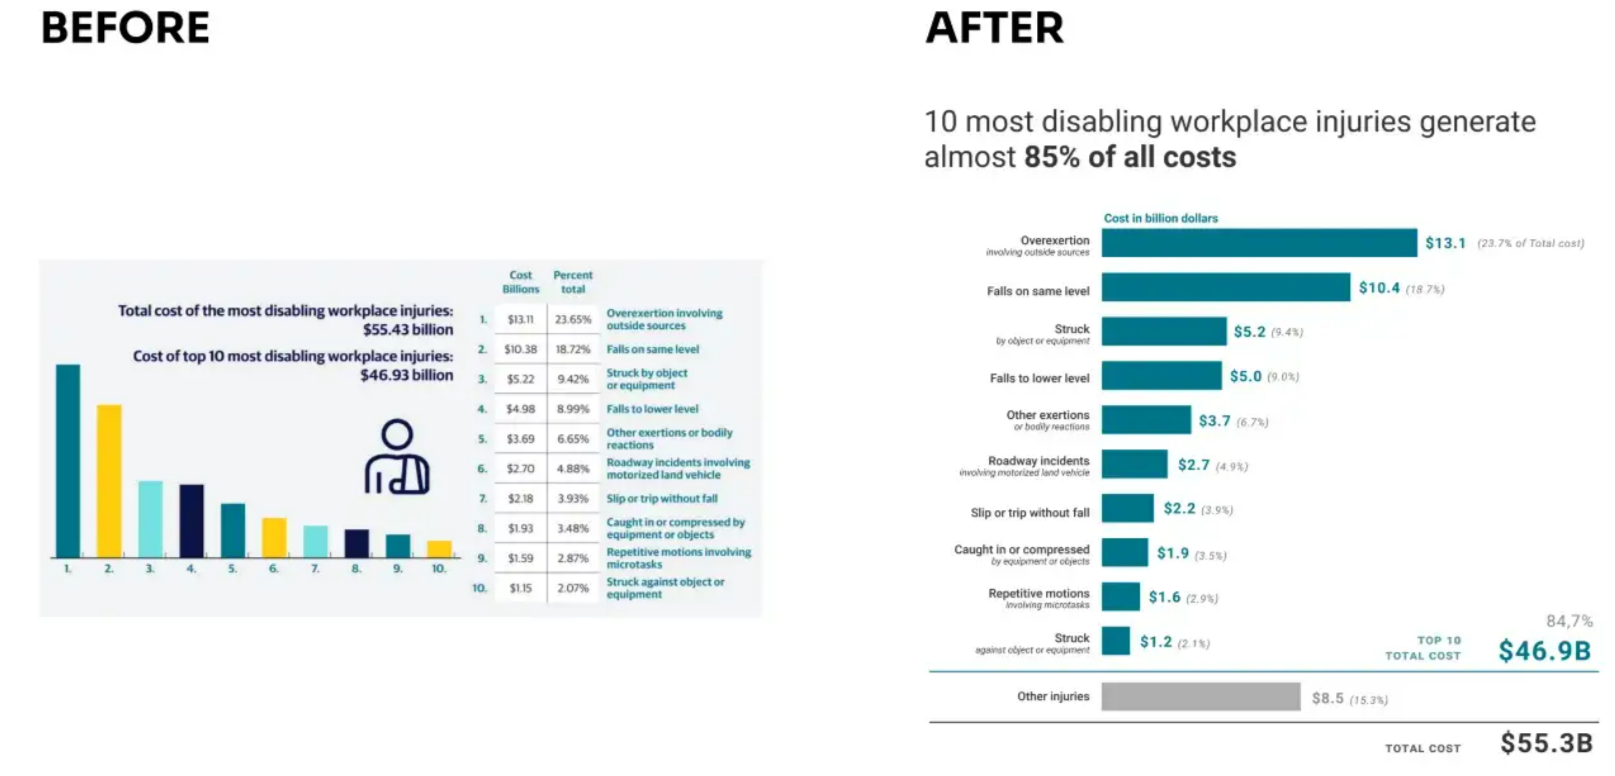 BEFORE
Total cost of the most disabling workplace injuries:
$55.43 billion
Cost of top 10 most disabling workplace injuries:
$46.93 billion
1. 2. 3. 4. 5. 6. 7. 8. 9. 10.
Cost Percent
Billions total
1. $13.11 23.65% Overexertion involving
outside sources
2. $10.38 18.72% Falls on same level
3. $5.22 9.42% Struck by object
or equipment
4. $4.98 8.99% Falls to lower level
5. $3.69 6.65% Other exertions or bodily
reactions
6. $2.70 4.88% Roadway incidents involving
motorized land vehicle
7. $2.18 3.93% Slip or trip without fall
8. $1.93 3.48% Caught in or compressed by
equipment or objects
9. $1.59 2.87% Repetitive motions involving
microtasks
10. $1.15 2.07% Struck against object or
equipment
AFTER
10 most disabling workplace injuries generate
almost 85% of all costs
Cost in billion dollars
Overexertion
involving outside sources
$13.1 (23.7% of Total cost)
Falls on same level
$10.4 (18.7%)
Struck
by object or equipment
$5.2 (9.4%)
Falls to lower level
$5.0 (9.0%)
Other exertions
or bodily reactions
$3.7 (6.7%)
Roadway incidents
involving motorized land vehicle
$2.7 (4.9%)
Slip or trip without fall
$2.2 (3.9%)
Caught in or compressed
by equipment or objects
$1.9 (3.5%)
Repetitive motions
involving microtasks
$1.6 (2.9%)
Struck
against object or equipment
$1.2 (2.1%)
84,7%
TOP 10
TOTAL COST
$46.9B
Other injuries
$8.5 (15.3%)
TOTAL COST $55.3B